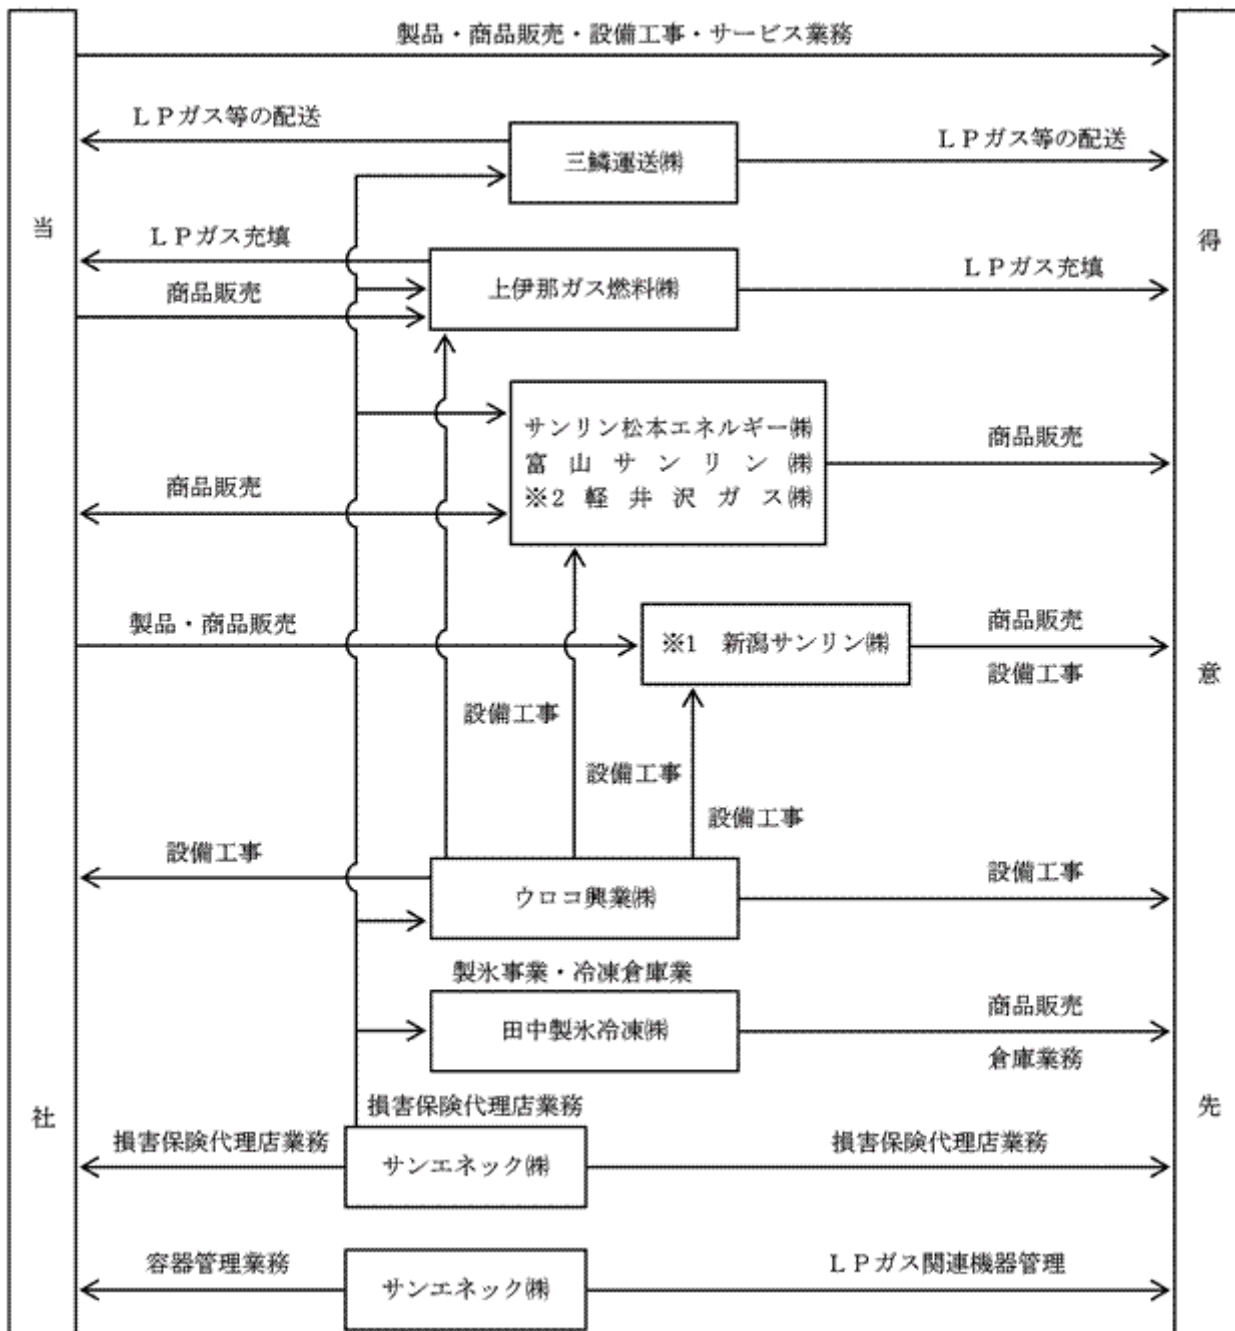 製品・商品販売・設備工事・サービス業務
ＬＰガス等の配送
三鱗運送㈱
ＬＰガス等の配送
当
得
ＬＰガス充填
上伊那ガス燃料㈱
ＬＰガス充填
商品販売
サンリン松本エネルギー㈱
富山サンリン㈱
※2 軽井沢ガス㈱
商品販売
商品販売
製品・商品販売
※1　新潟サンリン㈱
商品販売
設備工事
意
設備工事
設備工事
設備工事
設備工事
ウロコ興業㈱
設備工事
製氷事業・冷凍倉庫業
田中製氷冷凍㈱
商品販売
倉庫業務
社
先
損害保険代理店業務
損害保険代理店業務
サンエネック㈱
損害保険代理店業務
容器管理業務
サンエネック㈱
ＬＰガス関連機器管理